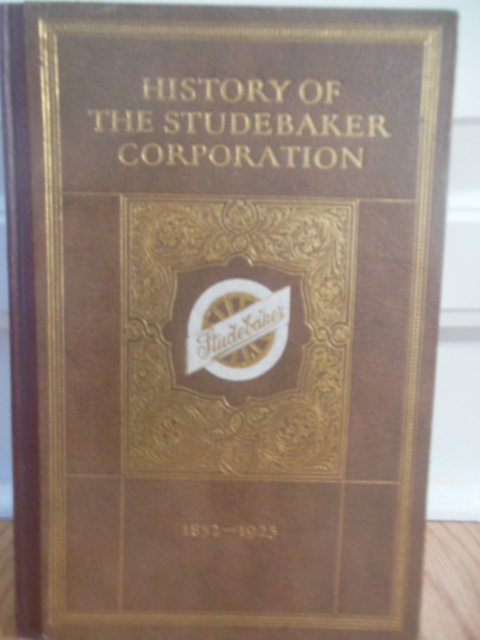 HISTORY OF
THE STUDEBAKER
CORPORATION
Studebaker
1852-1923